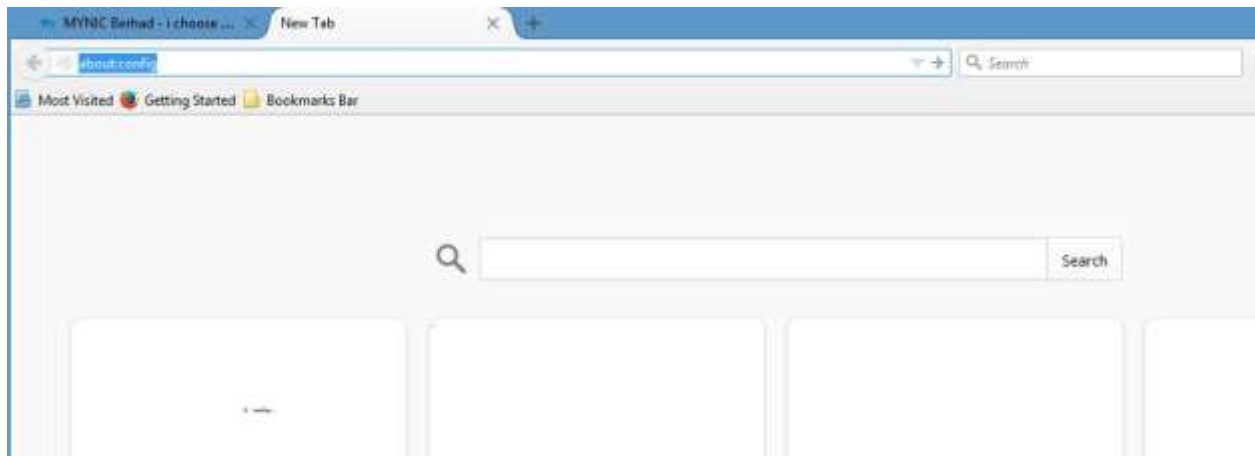 MYNIC Berhad - i choose ... New Tab
about:config Search
Most Visited Getting Started Bookmarks Bar
Search